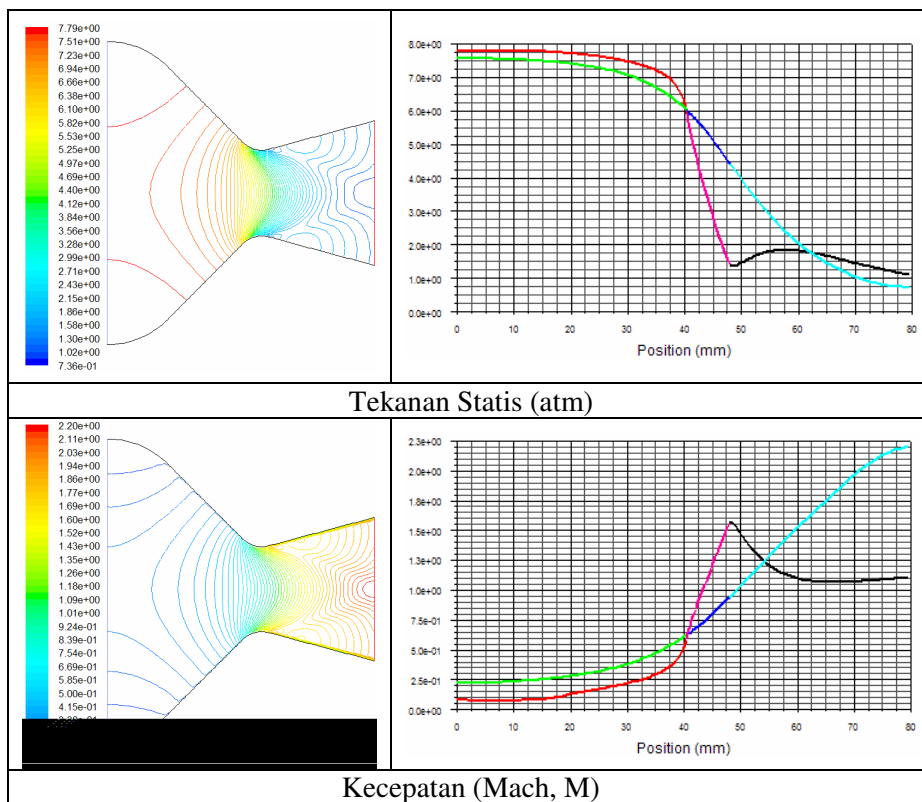 7.79e+00
7.51e+00
7.23e+00
6.94e+00
6.66e+00
6.38e+00
6.10e+00
5.82e+00
5.53e+00
5.25e+00
4.97e+00
4.69e+00
4.40e+00
4.12e+00
3.84e+00
3.56e+00
3.28e+00
2.99e+00
2.71e+00
2.43e+00
2.15e+00
1.86e+00
1.58e+00
1.30e+00
1.02e+00
7.36e-01
8.0e+00
7.0e+00
6.0e+00
5.0e+00
4.0e+00
3.0e+00
2.0e+00
1.0e+00
0.0e+00
0 10 20 30 40 50 60 70 80
Position (mm)
Tekanan Statis (atm)
2.20e+00
2.11e+00
2.03e+00
1.94e+00
1.86e+00
1.77e+00
1.69e+00
1.60e+00
1.52e+00
1.43e+00
1.35e+00
1.26e+00
1.18e+00
1.09e+00
1.01e+00
9.24e-01
8.39e-01
7.54e-01
6.69e-01
5.85e-01
5.00e-01
4.15e-01
2.3e+00
2.0e+00
1.8e+00
1.5e+00
1.3e+00
1.0e+00
7.5e-01
5.0e-01
2.5e-01
0.0e+00
0 10 20 30 40 50 60 70 80
Position (mm)
Kecepatan (Mach, M)